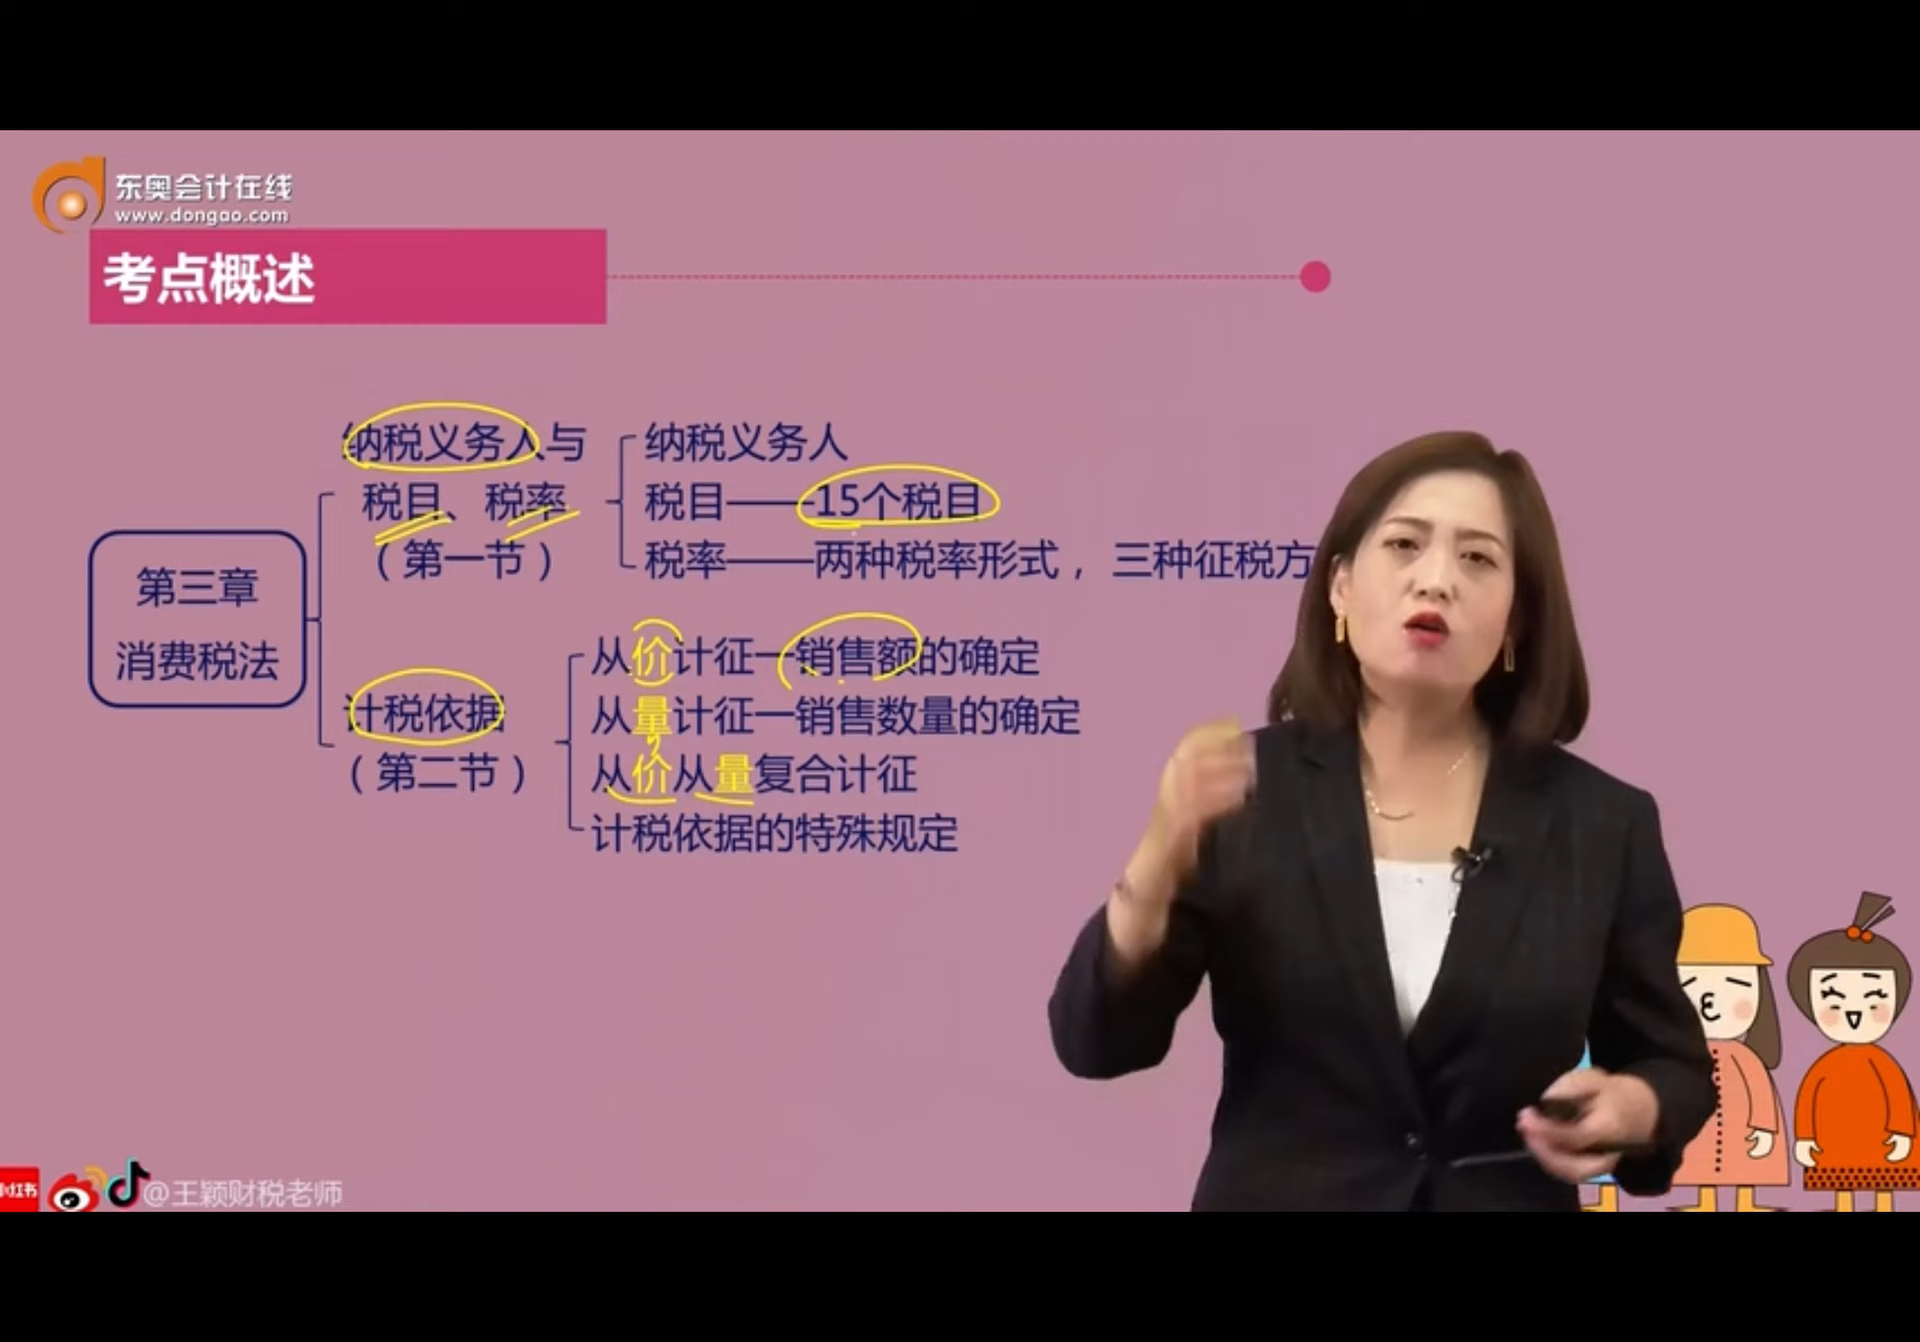 东奥会计在线
www.dongao.com
考点概述
第三章
消费税法
纳税义务人与
税目、税率
（第一节）
纳税义务人
税目——15个税目
税率——两种税率形式，三种征税方
计税依据
（第二节）
从价计征—销售额的确定
从量计征—销售数量的确定
从价从量复合计征
计税依据的特殊规定
小红书 @王颖财税老师